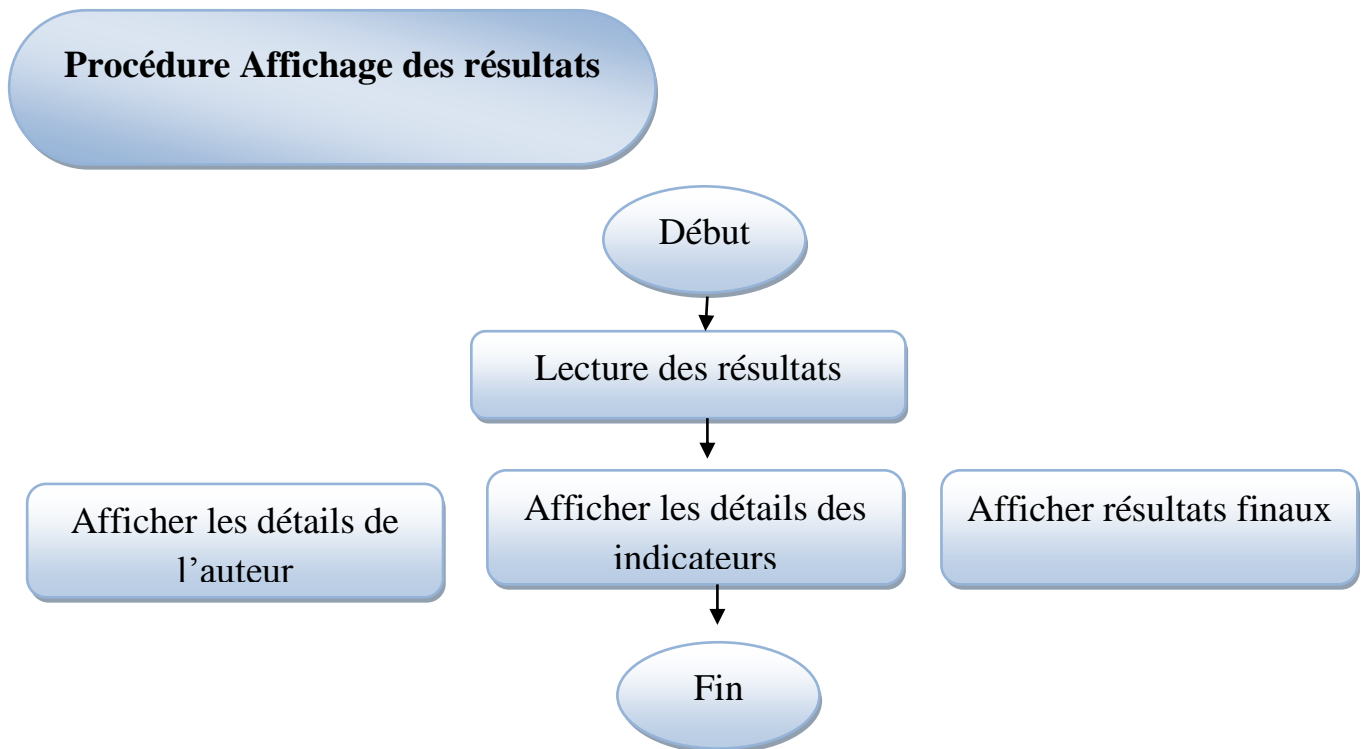 Procédure Affichage des résultats
Début
Lecture des résultats
Afficher les détails de
l’auteur
Afficher les détails des
indicateurs
Afficher résultats finaux
Fin